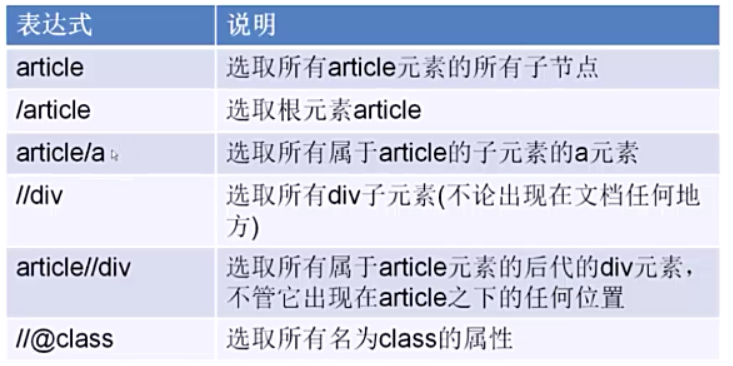 表达式 说明
article 选取所有article元素的所有子节点
/article 选取根元素article
article/a 选取所有属于article的子元素的a元素
//div 选取所有div子元素(不论出现在文档任何地
方)
article//div 选取所有属于article元素的后代的div元素，
不管它出现在article之下的任何位置
//@class 选取所有名为class的属性